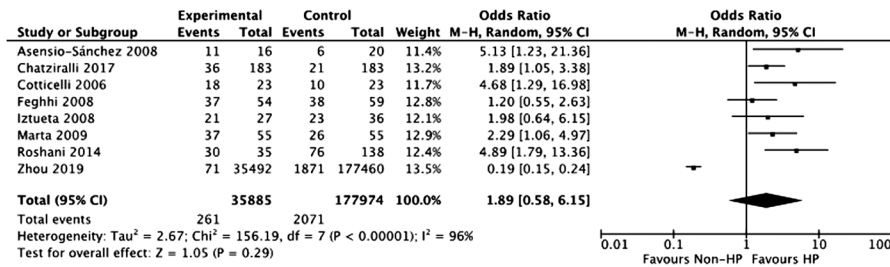 Experimental Control Odds Ratio Odds Ratio
Study or Subgroup Events Total Events Total Weight M-H, Random, 95% CI M-H, Random, 95% CI
Asensio-Sánchez 2008 11 16 6 20 11.4% 5.13 [1.23, 21.36]
Chatziralli 2017 36 183 21 183 13.2% 1.89 [1.05, 3.38]
Cotticelli 2006 18 23 10 23 11.7% 4.68 [1.29, 16.98]
Feghhi 2008 37 54 38 59 12.8% 1.20 [0.55, 2.63]
Iztueta 2008 21 27 23 36 12.1% 1.98 [0.64, 6.15]
Marta 2009 37 55 26 55 12.9% 2.29 [1.06, 4.97]
Roshani 2014 30 35 76 138 12.4% 4.89 [1.79, 13.36]
Zhou 2019 71 35492 1871 177460 13.5% 0.19 [0.15, 0.24]
Total (95% CI) 35885 177974 100.0% 1.89 [0.58, 6.15]
Total events 261 2071
Heterogeneity: Tau² = 2.67; Chi² = 156.19, df = 7 (P < 0.00001); I² = 96%
Test for overall effect: Z = 1.05 (P = 0.29)
0.01 0.1 1 10 100
Favours Non-HP Favours HP